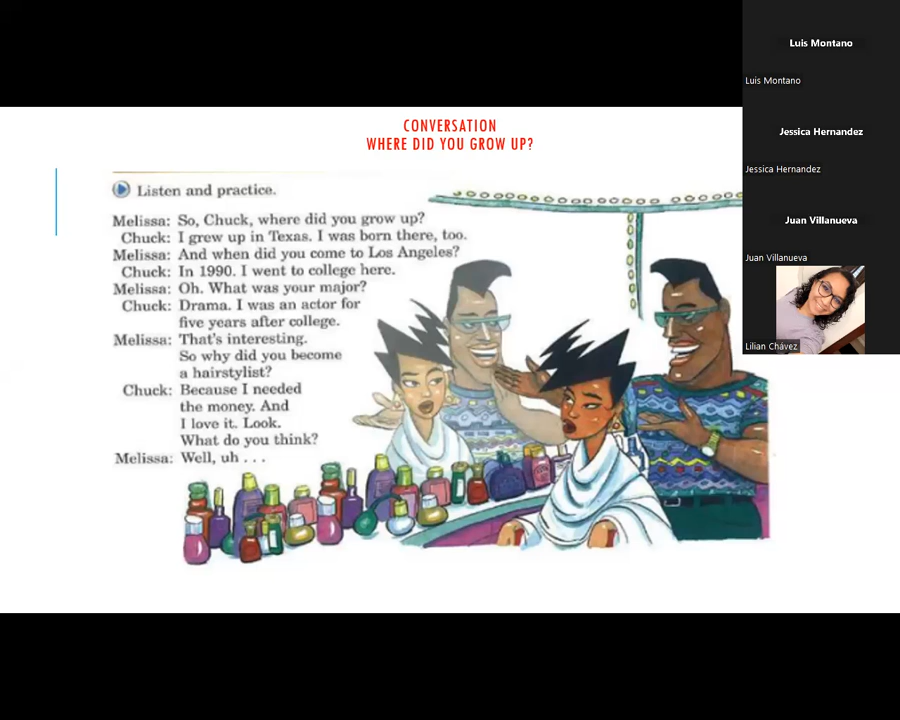 CONVERSATION
WHERE DID YOU GROW UP?
Listen and practice.
Melissa: So, Chuck, where did you grow up?
Chuck: I grew up in Texas. I was born there, too.
Melissa: And when did you come to Los Angeles?
Chuck: In 1990. I went to college here.
Melissa: Oh. What was your major?
Chuck: Drama. I was an actor for
five years after college.
Melissa: That's interesting.
So why did you become
a hairstylist?
Chuck: Because I needed
the money. And
I love it. Look.
What do you think?
Melissa: Well, uh . . .
Luis Montano
Luis Montano
Jessica Hernandez
Jessica Hernandez
Juan Villanueva
Juan Villanueva
Lilian Chávez